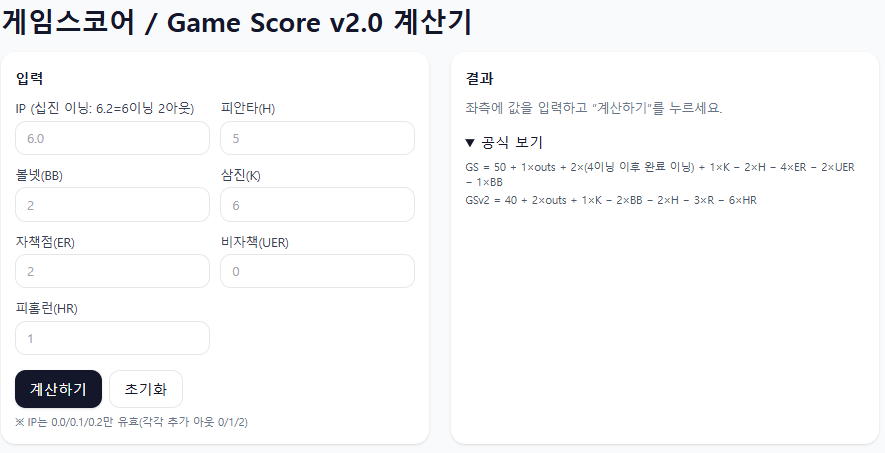 게임스코어 / Game Score v2.0 계산기
입력
IP (십진 이닝: 6.2=6이닝 2아웃)
피안타(H)
6.0
5
볼넷(BB)
삼진(K)
2
6
자책점(ER)
비자책(UER)
2
0
피홈런(HR)
1
계산하기
초기화
※ IP는 0.0/0.1/0.2만 유효(각각 추가 아웃 0/1/2)
결과
좌측에 값을 입력하고 “계산하기”를 누르세요.
▼ 공식 보기
GS = 50 + 1×outs + 2×(4이닝 이후 완료 이닝) + 1×K − 2×H − 4×ER − 2×UER
− 1×BB
GSv2 = 40 + 2×outs + 1×K − 2×BB − 2×H − 3×R − 6×HR